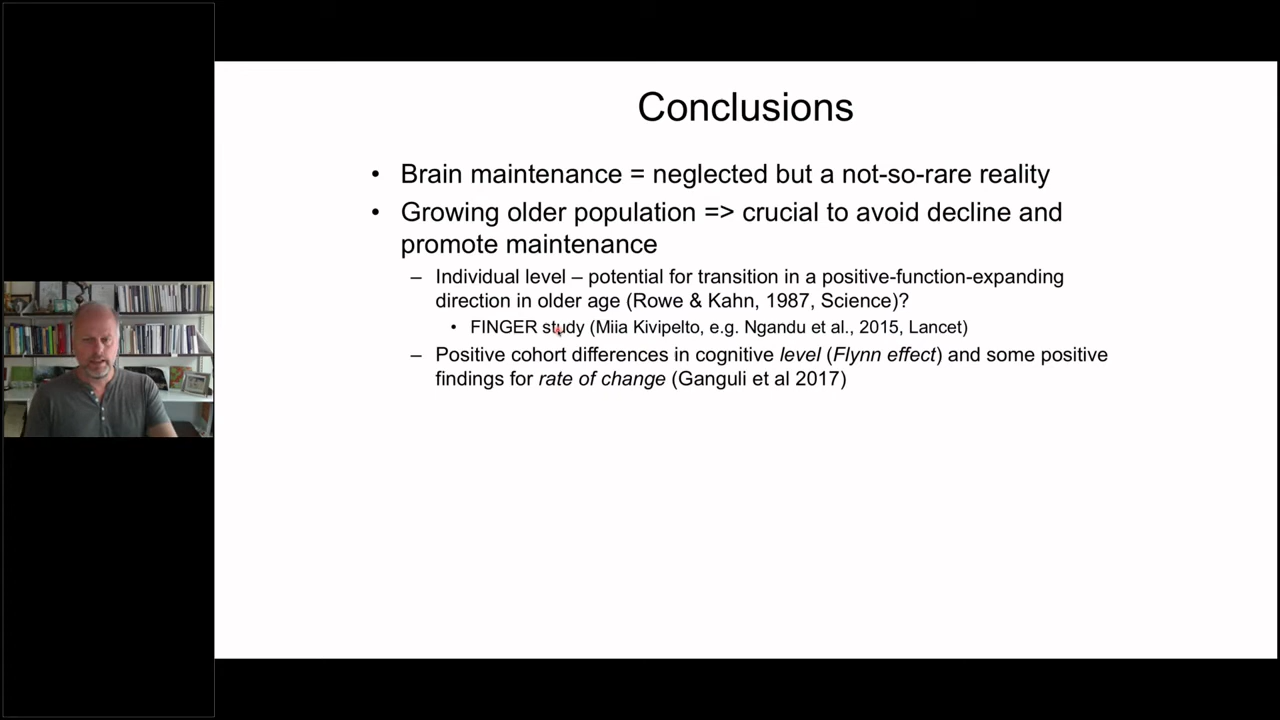 Conclusions
• Brain maintenance = neglected but a not-so-rare reality
• Growing older population => crucial to avoid decline and
promote maintenance
– Individual level – potential for transition in a positive-function-expanding
direction in older age (Rowe & Kahn, 1987, Science)?
• FINGER study (Miia Kivipelto, e.g. Ngandu et al., 2015, Lancet)
– Positive cohort differences in cognitive level (Flynn effect) and some positive
findings for rate of change (Ganguli et al 2017)